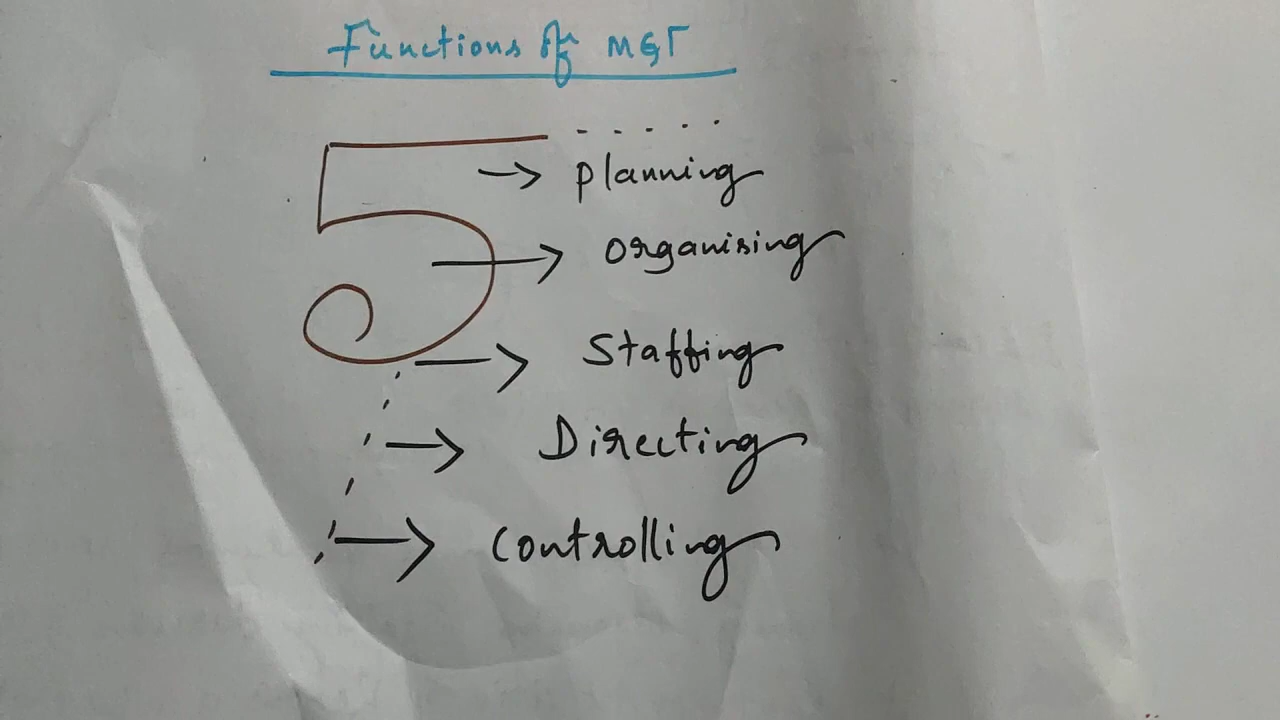 Functions of MGT
5 .....
→ planning
→ organising
→ Staffing
→ Directing
→ controlling